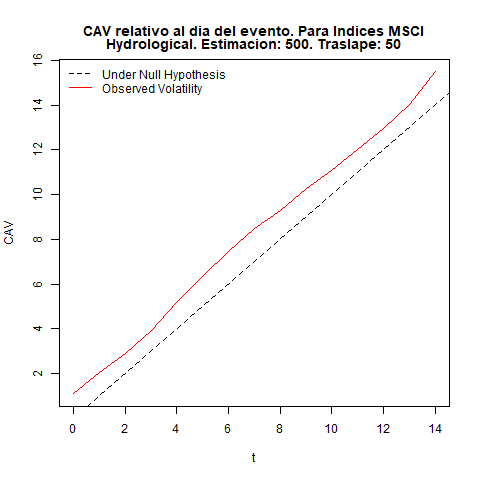 CAV relativo al dia del evento. Para Indices MSCI
Hydrological. Estimacion: 500. Traslape: 50
Under Null Hypothesis
Observed Volatility
16
14
12
10
8
6
4
2
CAV
0 2 4 6 8 10 12 14
t